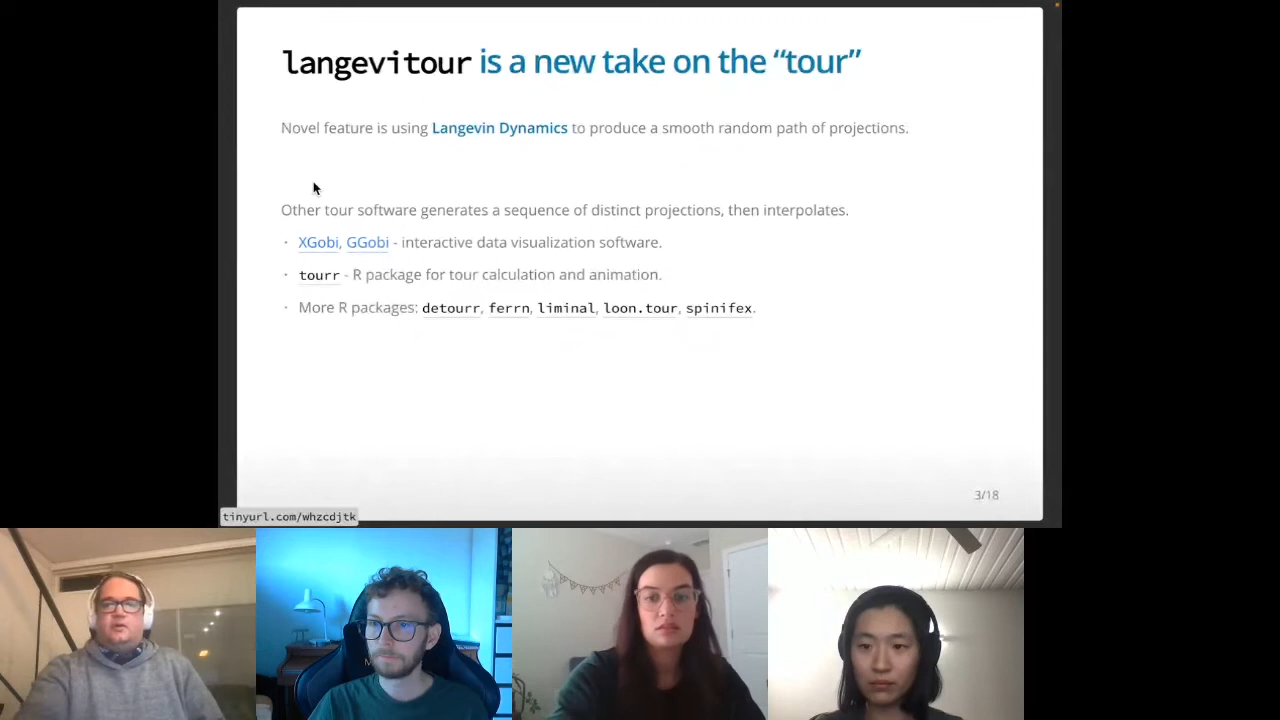 langevitour is a new take on the “tour”
Novel feature is using Langevin Dynamics to produce a smooth random path of projections.
Other tour software generates a sequence of distinct projections, then interpolates.
· XGobi, GGobi - interactive data visualization software.
· tourr - R package for tour calculation and animation.
· More R packages: detourr, ferrn, liminal, loon.tour, spinifex.
3/18
tinyurl.com/whzcdjtk